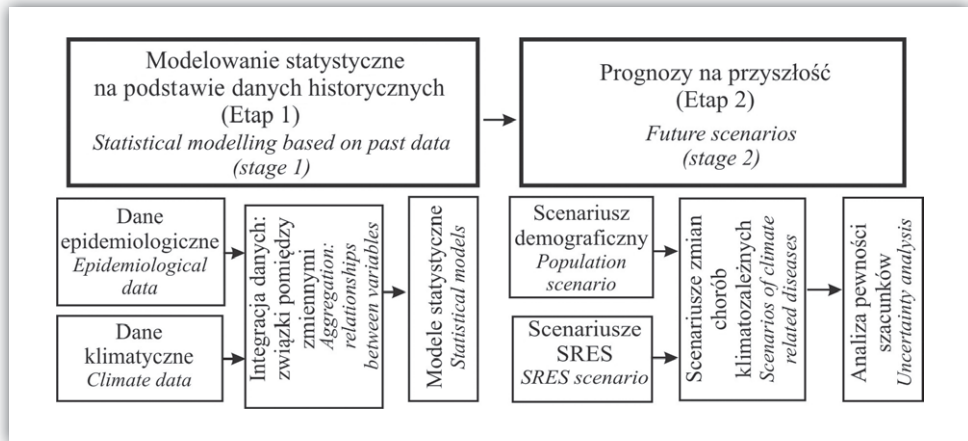 Modelowanie statystyczne
na podstawie danych historycznych
(Etap 1)
Statistical modelling based on past data
(stage 1)
Prognozy na przyszłość
(Etap 2)
Future scenarios
(stage 2)
Dane
epidemiologiczne
Epidemiological
data
Dane
klimatyczne
Climate data
Integracja danych:
związki pomiędzy
zmiennymi
Aggregation:
relationships
between variables
Modele statystyczne
Statistical models
Scenariusz
demograficzny
Population
scenario
Scenariusze
SRES
SRES scenario
Scenariusze zmian
chorób
klimatozależnych
Scenarios of climate
related diseases
Analiza pewności
szacunków
Uncertainty analysis